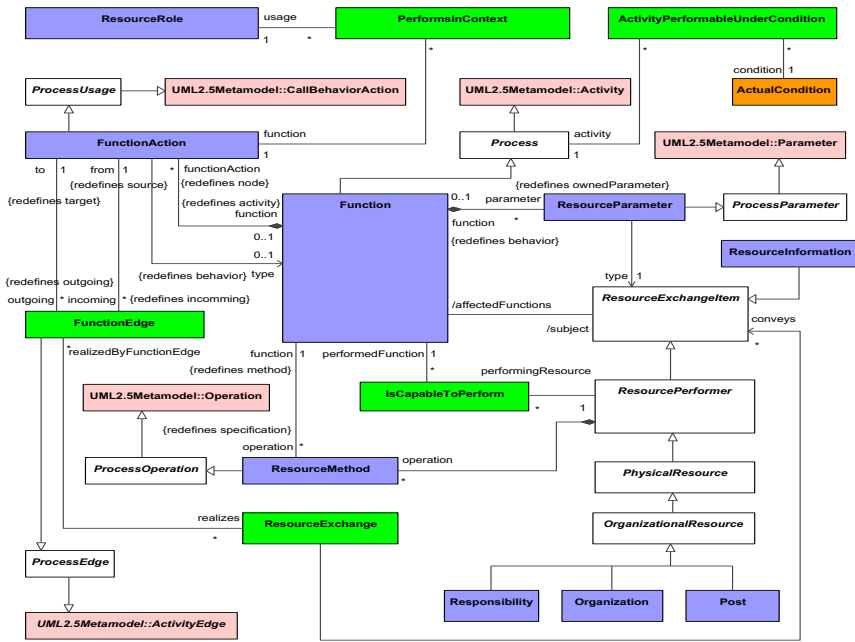 ResourceRole
usage
1
*
PerformsInContext
*
ActivityPerformableUnderCondition
*
*
condition
1
ActualCondition
ProcessUsage
UML2.5Metamodel::CallBehaviorAction
UML2.5Metamodel::Activity
FunctionAction
function
1
Process
activity
1
UML2.5Metamodel::Parameter
to
1
from
1
*
functionAction
{redefines source}
{redefines node}
{redefines target}
{redefines activity}
function
0..1
0..1
{redefines behavior}
type
Function
0..1
parameter
{redefines ownedParameter}
function
*
{redefines behavior}
ResourceParameter
ProcessParameter
ResourceInformation
type
1
{redefines outgoing}
outgoing
*
incoming
*
{redefines incomming}
/affectedFunctions
/subject
ResourceExchangeItem
conveys
*
FunctionEdge
*
realizedByFunctionEdge
function
1
{redefines method}
performedFunction
1
*
performingResource
IsCapableToPerform
*
1
ResourcePerformer
UML2.5Metamodel::Operation
{redefines specification}
operation
*
ProcessOperation
ResourceMethod
operation
*
PhysicalResource
realizes
*
ResourceExchange
OrganizationalResource
ProcessEdge
Responsibility
Organization
Post
UML2.5Metamodel::ActivityEdge